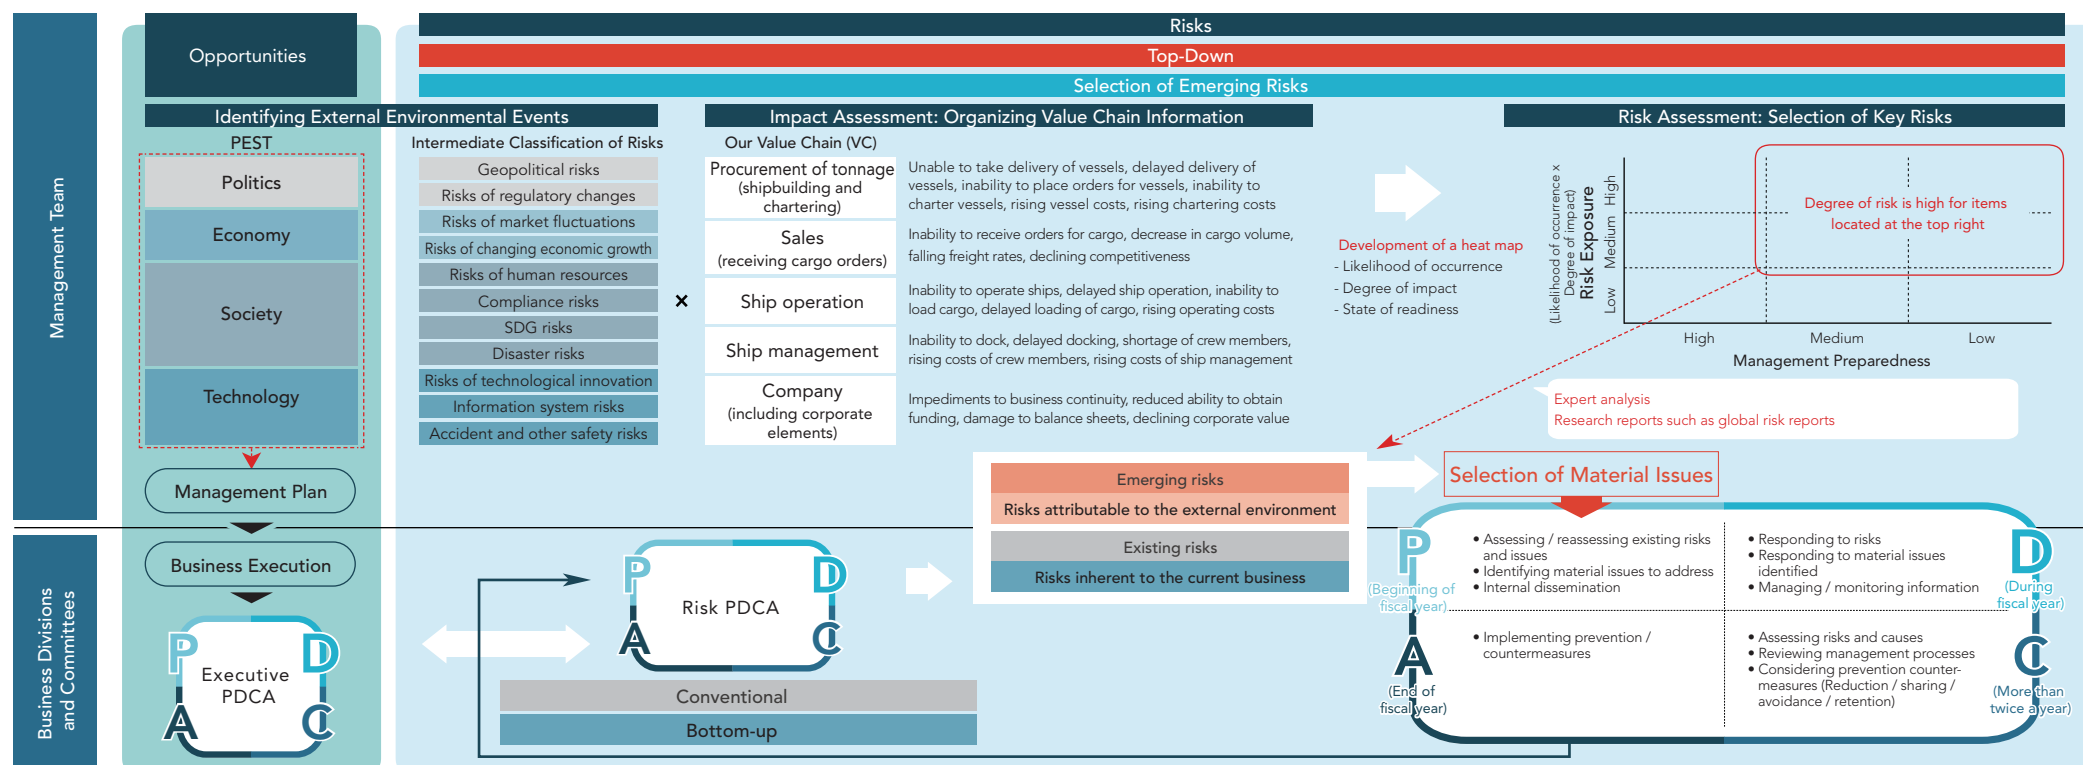 Management Team
Business Divisions
and Committees
Opportunities
Risks
Top-Down
Selection of Emerging Risks
Identifying External Environmental Events
PEST
Politics
Economy
Society
Technology
Management Plan
Business Execution
P
D
Executive
PDCA
A
C
Intermediate Classification of Risks
Geopolitical risks
Risks of regulatory changes
Risks of market fluctuations
Risks of changing economic growth
Risks of human resources
Compliance risks
SDG risks
Disaster risks
Risks of technological innovation
Information system risks
Accident and other safety risks
×
Impact Assessment: Organizing Value Chain Information
Our Value Chain (VC)
Procurement of tonnage
(shipbuilding and
chartering)
Unable to take delivery of vessels, delayed delivery of
vessels, inability to place orders for vessels, inability to
charter vessels, rising vessel costs, rising chartering costs
Sales
(receiving cargo orders)
Inability to receive orders for cargo, decrease in cargo volume,
falling freight rates, declining competitiveness
Ship operation
Inability to operate ships, delayed ship operation, inability to
load cargo, delayed loading of cargo, rising operating costs
Ship management
Inability to dock, delayed docking, shortage of crew members,
rising costs of crew members, rising costs of ship management
Company
(including corporate
elements)
Impediments to business continuity, reduced ability to obtain
funding, damage to balance sheets, declining corporate value
Development of a heat map
- Likelihood of occurrence
- Degree of impact
- State of readiness
Risk Assessment: Selection of Key Risks
(Likelihood of occurrence x
Degree of impact)
Risk Exposure
High
Medium
Low
Degree of risk is high for items
located at the top right
High
Medium
Low
Management Preparedness
Expert analysis
Research reports such as global risk reports
Emerging risks
Risks attributable to the external environment
Existing risks
Risks inherent to the current business
Selection of Material Issues
P
D
Risk PDCA
A
C
Conventional
Bottom-up
P
(Beginning of
fiscal year)
• Assessing / reassessing existing risks
and issues
• Identifying material issues to address
• Internal dissemination
• Responding to risks
• Responding to material issues
identified
• Managing / monitoring information
D
(During
fiscal year)
A
(End of
fiscal year)
• Implementing prevention /
countermeasures
• Assessing risks and causes
• Reviewing management processes
• Considering prevention counter-
measures (Reduction / sharing /
avoidance / retention)
C
(More than
twice a year)